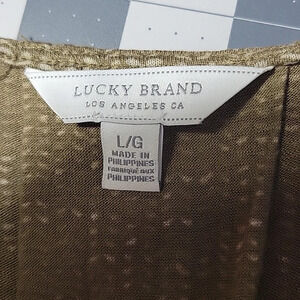 LUCKY BRAND
LOS ANGELES CA
L/G
MADE IN
PHILIPPINES
FABRIQUÉ AUX
PHILIPPINES